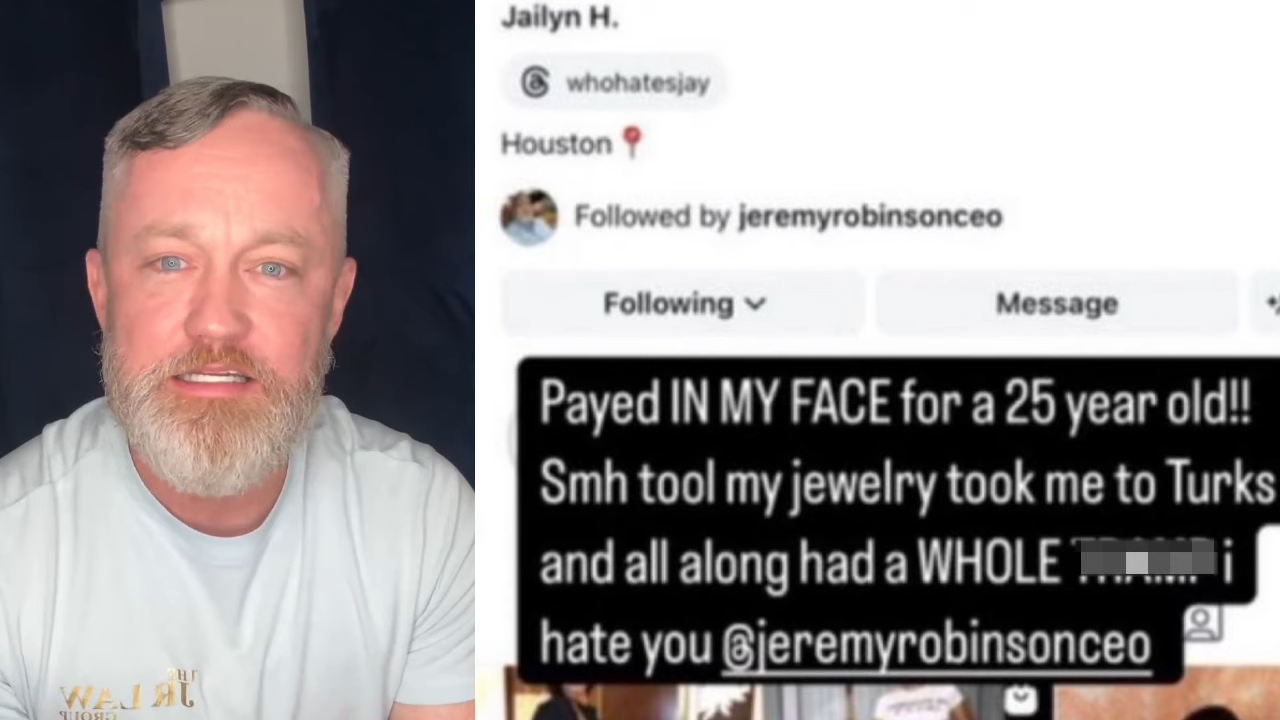 THE
JR LAW
GROUP
Jailyn H.
whohatesjay
Houston
Followed by jeremyrobinsonceo
Following
Message
Payed IN MY FACE for a 25 year old!!
Smh tool my jewelry took me to Turks
and all along had a WHOLE i
hate you @jeremyrobinsonceo